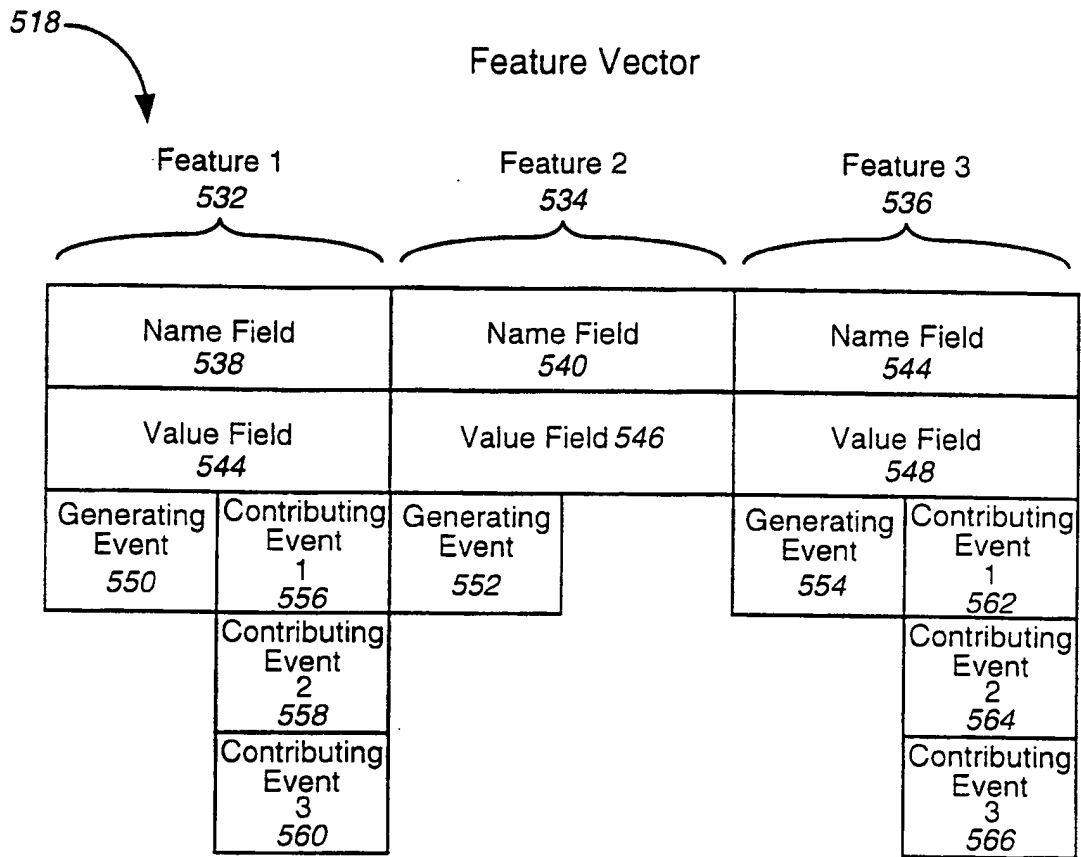 518
Feature Vector
Feature 1
532
Feature 2
534
Feature 3
536
Name Field
538
Name Field
540
Name Field
544
Value Field
544
Value Field 546
Value Field
548
Generating
Event
550
Contributing
Event
1
556
Generating
Event
552
Generating
Event
554
Contributing
Event
1
562
Contributing
Event
2
558
Contributing
Event
2
564
Contributing
Event
3
560
Contributing
Event
3
566